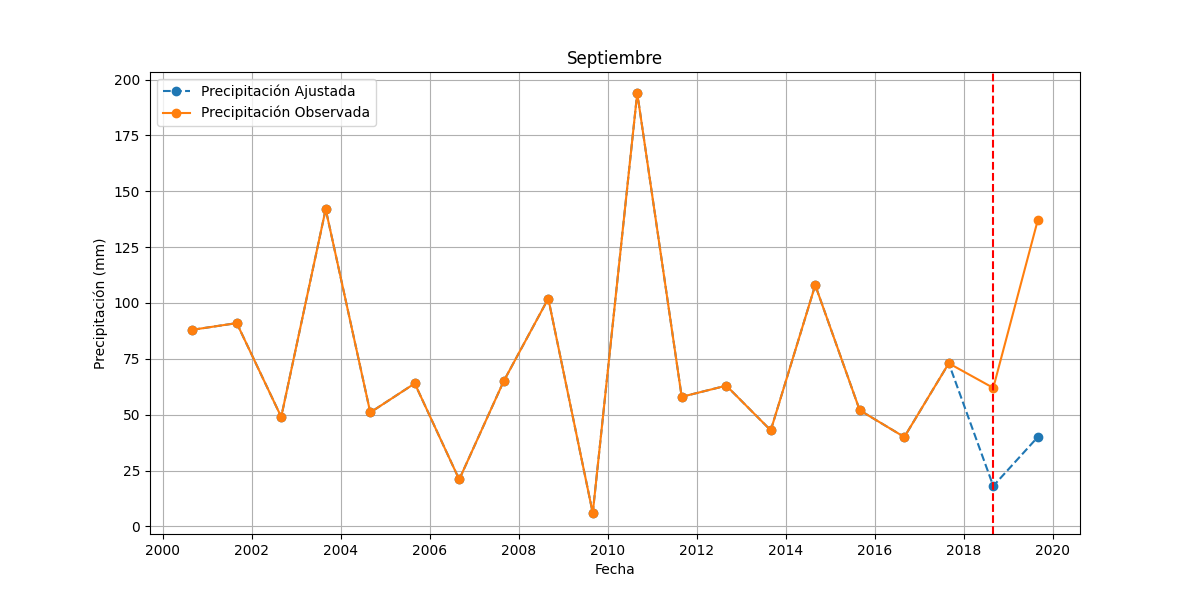 Septiembre
Precipitación Ajustada
Precipitación Observada
Precipitación (mm)
200
175
150
125
100
75
50
25
0
2000 2002 2004 2006 2008 2010 2012 2014 2016 2018 2020
Fecha